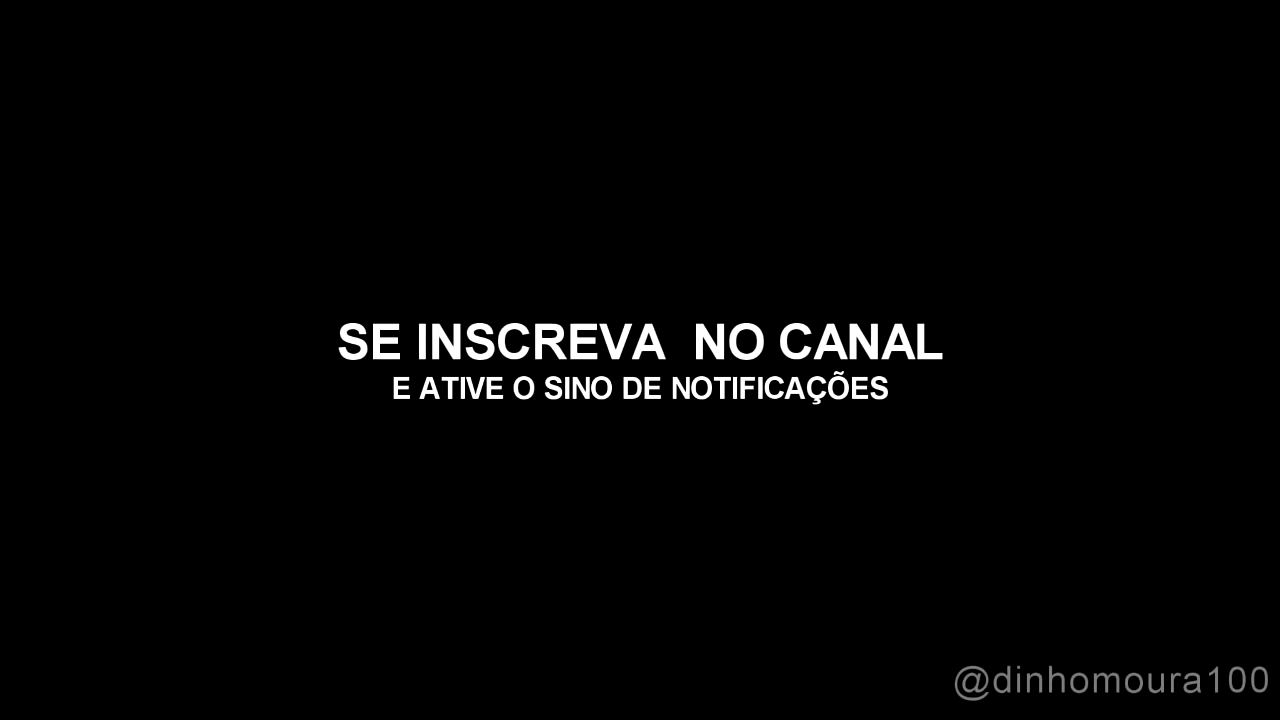 SE INSCREVA  NO CANAL
E ATIVE O SINO DE NOTIFICAÇÕES
@dinhomoura100